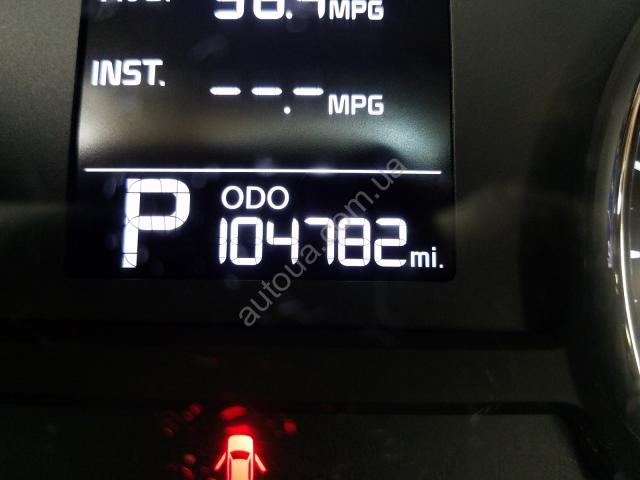 MPG
INST. --.- MPG
P ODO
104782 mi.
autoua.com.ua